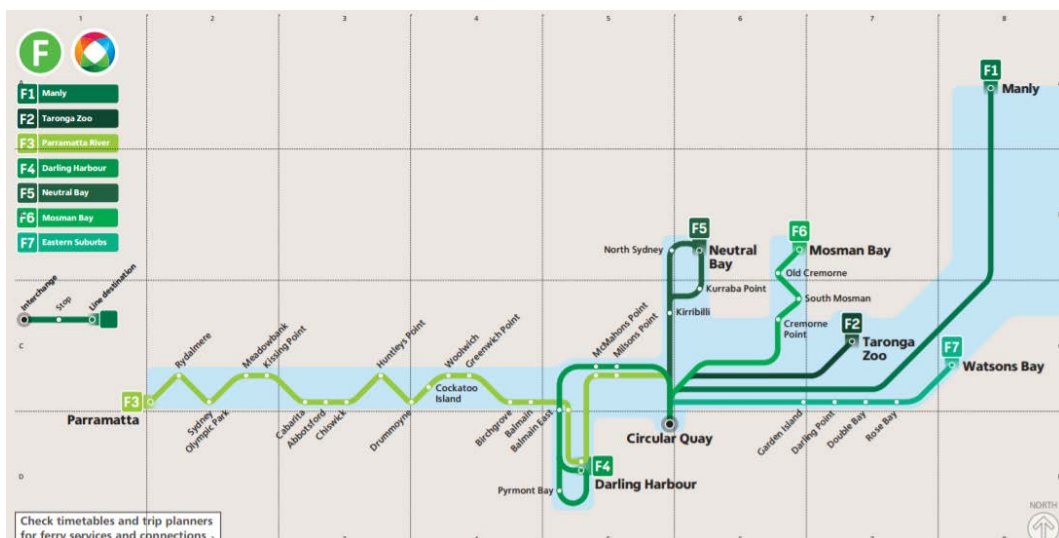 1 2 3 4 5 6 7 8
F
A
F1 Manly
F2 Taronga Zoo
F3 Parramatta River
F4 Darling Harbour
F5 Neutral Bay
F6 Mosman Bay
F7 Eastern Suburbs
Interchange
Stop
Line destination
C
F1
Manly
F5
North Sydney
Neutral
Bay
Kurraba Point
Kirribilli
F6
Mosman Bay
Old Cremorne
South Mosman
Cremorne
Point
F2
Taronga
Zoo
F7
Watsons Bay
McMahons Point
Milsons Point
Rydalmere
Meadowbank
Kissing Point
Huntleys Point
Woolwich
Greenwich Point
Cockatoo
Island
F3
Parramatta
Sydney
Olympic Park
Cabarita
Abbotsford
Chiswick
Drummoyne
Birchgrove
Balmain
Balmain East
Circular Quay
Garden Island
Darling Point
Double Bay
Rose Bay
D
F4
Darling Harbour
Pyrmont Bay
NORTH
Check timetables and trip planners
for ferry services and connections